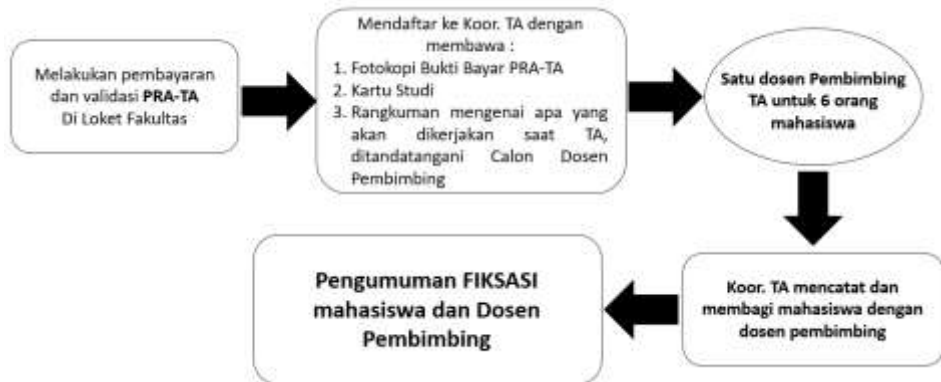 Melakukan pembayaran
dan validasi PRA-TA
Di Loket Fakultas
Mendaftar ke Koor. TA dengan
membawa :
1. Fotokopi Bukti Bayar PRA-TA
2. Kartu Studi
3. Rangkuman mengenai apa yang
akan dikerjakan saat TA,
ditandatangani Calon Dosen
Pembimbing
Satu dosen Pembimbing
TA untuk 6 orang
mahasiswa
Koor. TA mencatat dan
membagi mahasiswa dengan
dosen pembimbing
Pengumuman FIKSASI
mahasiswa dan Dosen
Pembimbing